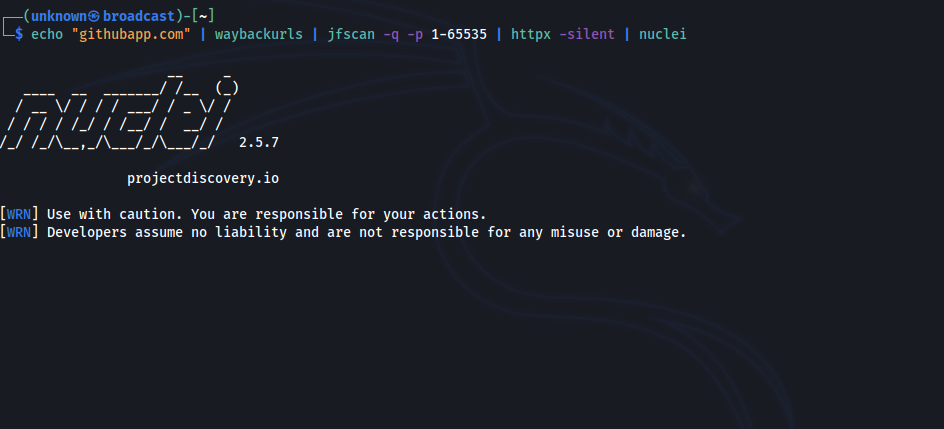 ┌──(unknown㉿broadcast)-[~]
└─$ echo "githubapp.com" | waybackurls | jfscan -q -p 1-65535 | httpx -silent | nuclei
nuclei 2.5.7
projectdiscovery.io
[WRN] Use with caution. You are responsible for your actions.
[WRN] Developers assume no liability and are not responsible for any misuse or damage.